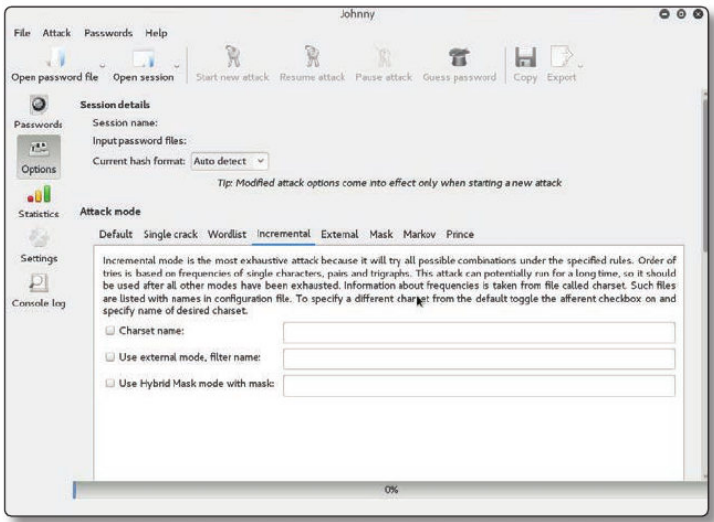 Johnny
File Attack Passwords Help
Open password file Open session Start new attack Resume attack Pause attack Guess password Copy Export
Passwords
Options
Statistics
Settings
Console log
Session details
Session name:
Input password files:
Current hash format: Auto detect
Tip: Modified attack options come into effect only when starting a new attack
Attack mode
Default Single crack Wordlist Incremental External Mask Markov Prince
Incremental mode is the most exhaustive attack because it will try all possible combinations under the specified rules. Order of
tries is based on frequencies of single characters, pairs and trigraphs. This attack can potentially run for a long time, so it should
be used after all other modes have been exhausted. Information about frequencies is taken from file called charset. Such files
are listed with names in configuration file. To specify a different charset from the default toggle the afferent checkbox on and
specify name of desired charset.
Charset name:
Use external mode, filter name:
Use Hybrid Mask mode with mask:
0%